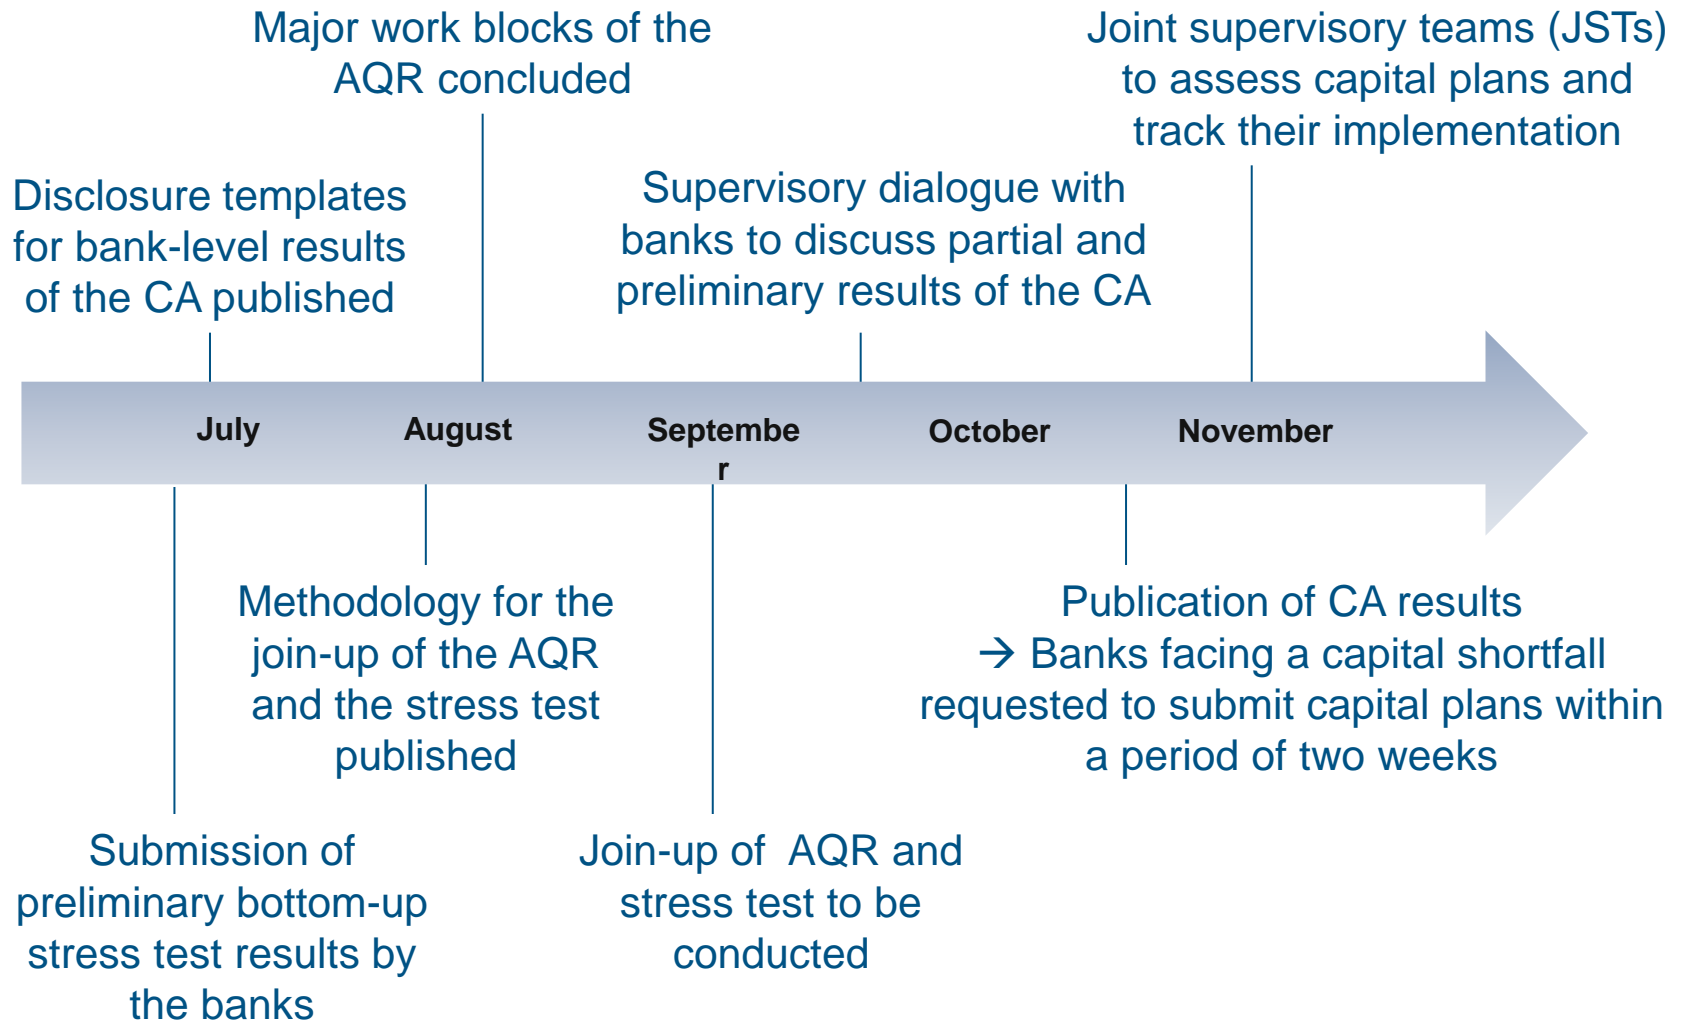 Major work blocks of the
AQR concluded
Joint supervisory teams (JSTs)
to assess capital plans and
track their implementation
Disclosure templates
for bank-level results
of the CA published
Supervisory dialogue with
banks to discuss partial and
preliminary results of the CA
July
August
Septembe
r
October
November
Methodology for the
join-up of the AQR
and the stress test
published
Publication of CA results
→ Banks facing a capital shortfall
requested to submit capital plans within
a period of two weeks
Submission of
preliminary bottom-up
stress test results by
the banks
Join-up of AQR and
stress test to be
conducted